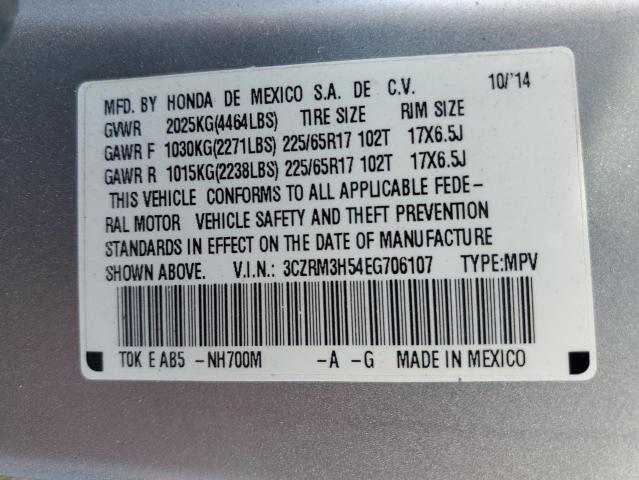 MFD. BY HONDA DE MEXICO S.A. DE C.V. 10/'14
GVWR 2025KG(4464LBS) TIRE SIZE RIM SIZE
GAWR F 1030KG(2271LBS) 225/65R17 102T 17X6.5J
GAWR R 1015KG(2238LBS) 225/65R17 102T 17X6.5J
THIS VEHICLE CONFORMS TO ALL APPLICABLE FEDE-
RAL MOTOR VEHICLE SAFETY AND THEFT PREVENTION
STANDARDS IN EFFECT ON THE DATE OF MANUFACTURE
SHOWN ABOVE. V.I.N.: 3CZRM3H54EG706107 TYPE:MPV
T0K E AB5 -NH700M -A -G MADE IN MEXICO